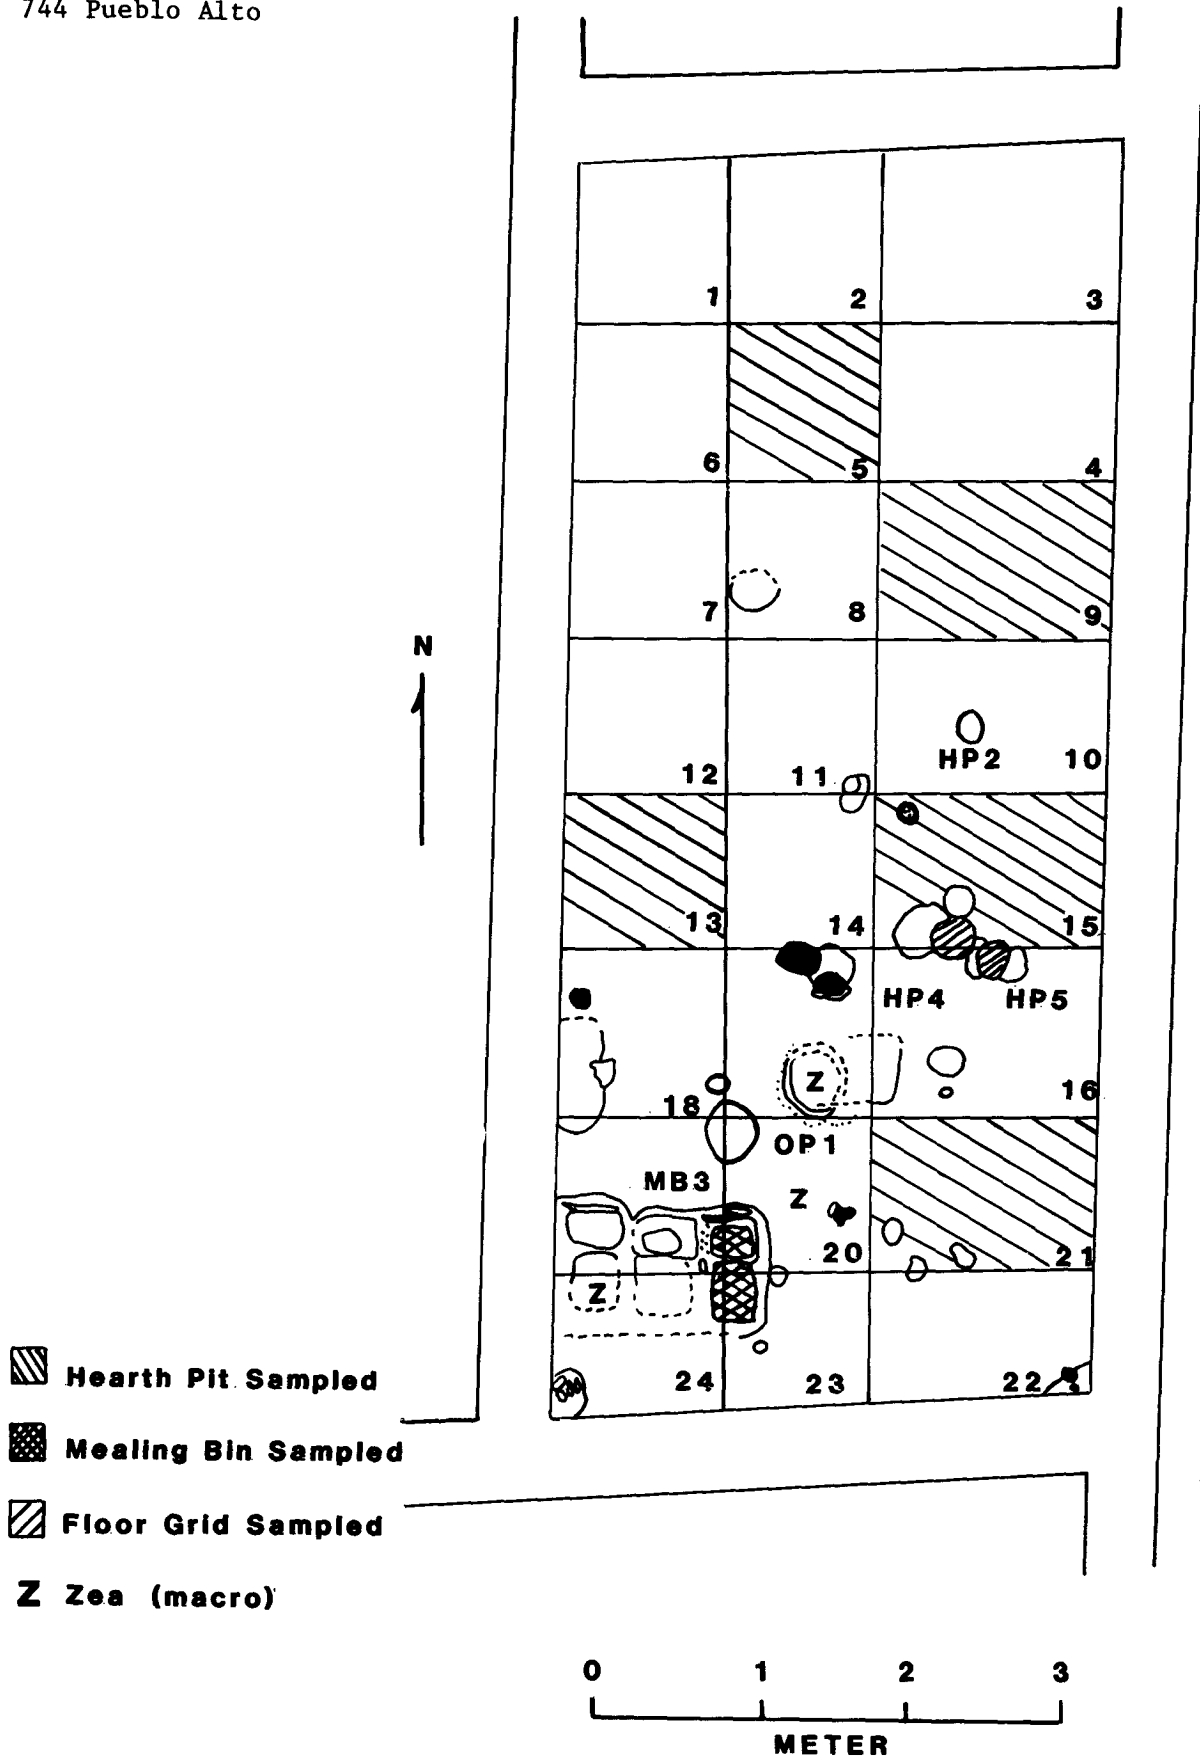 744 Pueblo Alto
1 2 3
6 5 4
7 8 9
N
HP2 10
12 11
13 14 15
HP4 HP5
Z
18 16
OP1
MB3
Z
20 21
Z
24 23 22
Hearth Pit Sampled
Mealing Bin Sampled
Floor Grid Sampled
Z Zea (macro)
0 1 2 3
METER